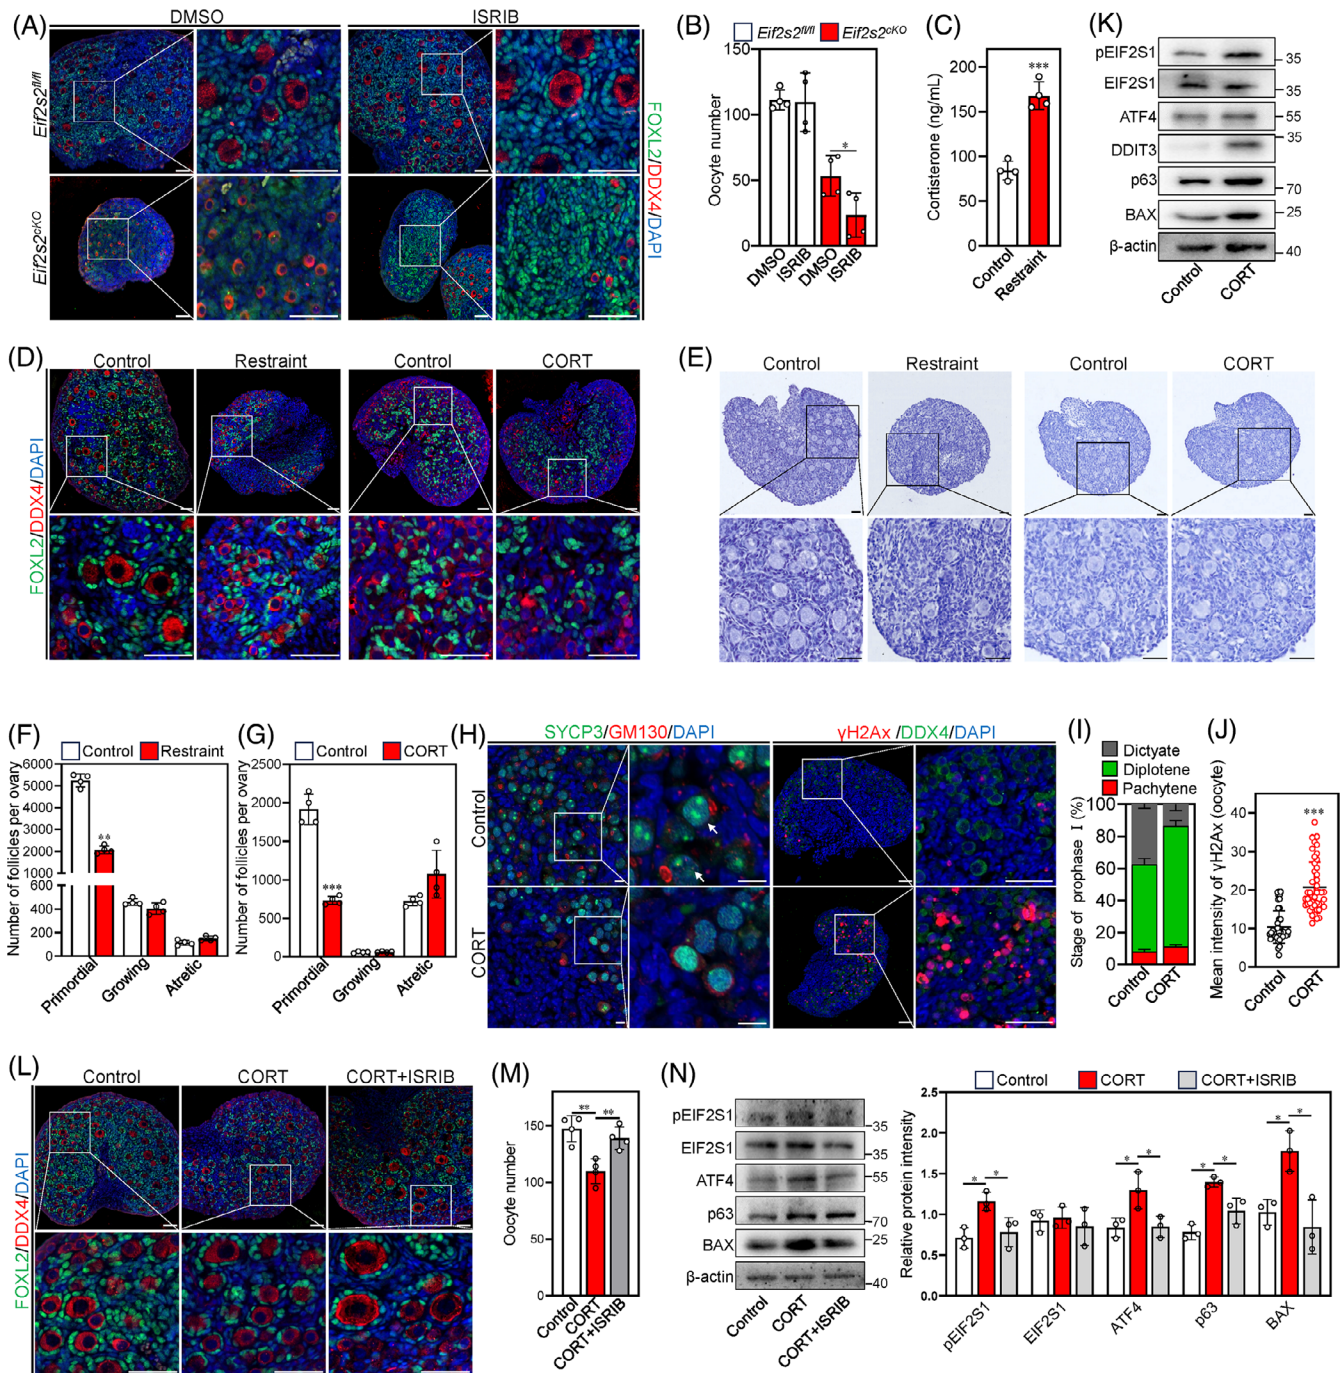 (A)
DMSO
ISRIB
Eif2s2fl/fl
Eif2s2cKO
FOXL2/DDX4/DAPI
(B)
Eif2s2fl/fl
Eif2s2cKO
Oocyte number
150
100
50
0
*
DMSO
ISRIB
DMSO
ISRIB
(C)
Cortisterone (ng/mL)
200
150
100
50
0
***
Control
Restraint
(K)
pEIF2S1
35
EIF2S1
35
ATF4
55
35
DDIT3
p63
70
BAX
25
β-actin
40
Control
CORT
(D)
Control
Restraint
Control
CORT
FOXL2/DDX4/DAPI
(E)
Control
Restraint
Control
CORT
(F)
Control
Restraint
Number of follicles per ovary
6000
5000
4000
3000
2000
1000
600
400
200
0
**
Primordial
Growing
Atretic
(G)
Control
CORT
Number of follicles per ovary
2500
2000
1500
1000
500
0
***
Primordial
Growing
Atretic
(H)
SYCP3/GM130/DAPI
γH2Ax /DDX4/DAPI
Control
CORT
(I)
Dictyate
Diplotene
Pachytene
Stage of prophase I (%)
100
80
60
40
20
0
Control
CORT
(J)
Mean intensity of γH2Ax (oocyte)
40
30
20
10
0
***
Control
CORT
(L)
Control
CORT
CORT+ISRIB
FOXL2/DDX4/DAPI
(M)
Oocyte number
150
100
50
0
**
**
Control
CORT
CORT+ISRIB
(N)
pEIF2S1
35
EIF2S1
35
ATF4
55
p63
70
BAX
25
β-actin
40
Control
CORT
CORT+ISRIB
Control
CORT
CORT+ISRIB
Relative protein intensity
2.5
2.0
1.5
1.0
0.5
0.0
*
*
*
*
*
*
*
*
pEIF2S1
EIF2S1
ATF4
p63
BAX